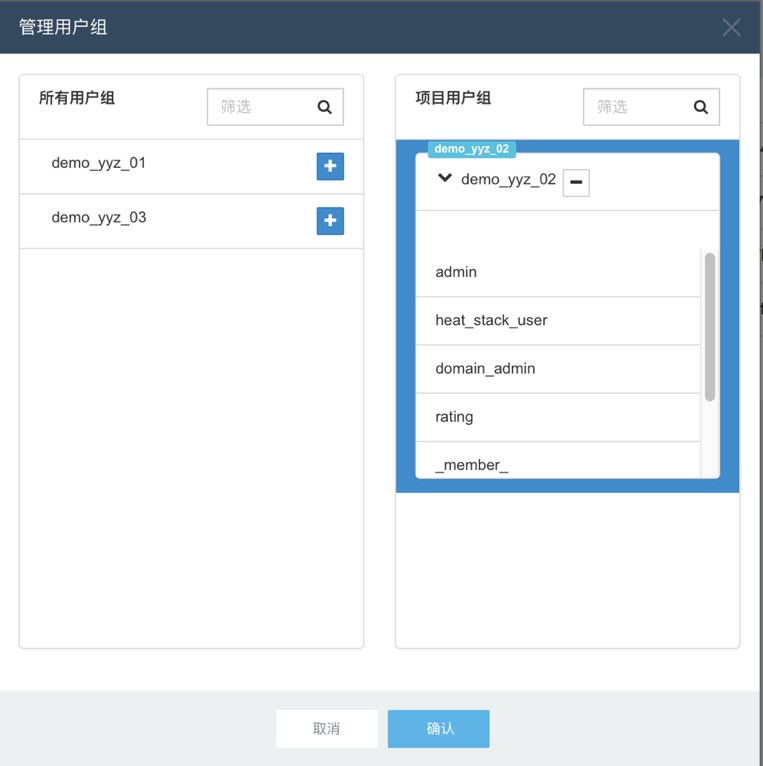 管理用户组
所有用户组
筛选
demo_yyz_01
demo_yyz_03
项目用户组
筛选
demo_yyz_02
demo_yyz_02
admin
heat_stack_user
domain_admin
rating
_member_
取消
确认